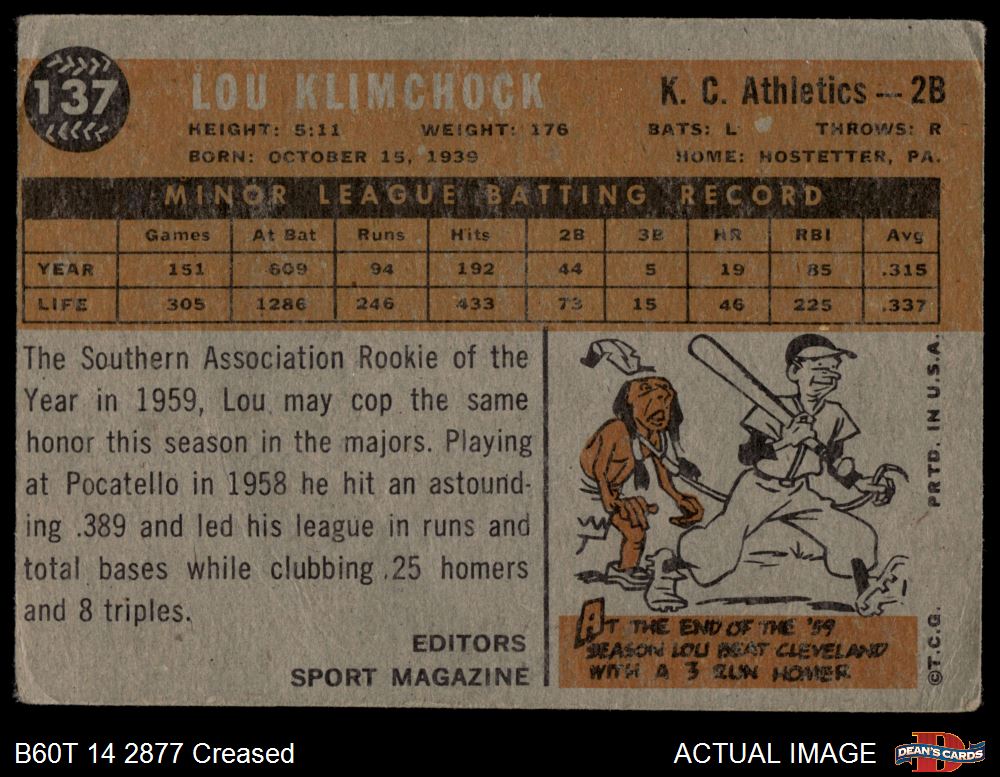 137
LOU KLIMCHOCK
K. C. Athletics — 2B
HEIGHT: 5:11 WEIGHT: 176 BATS: L THROWS: R
BORN: OCTOBER 15, 1939 HOME: HOSTETTER, PA.
MINOR LEAGUE BATTING RECORD
Games At Bat Runs Hits 2B 3B HR RBI Avg
YEAR 151 609 94 192 44 5 19 85 .315
LIFE 305 1286 246 433 73 15 46 225 .337
The Southern Association Rookie of the
Year in 1959, Lou may cop the same
honor this season in the majors. Playing
at Pocatello in 1958 he hit an astound-
ing .389 and led his league in runs and
total bases while clubbing 25 homers
and 8 triples.
EDITORS
SPORT MAGAZINE
AT THE END OF THE '59
SEASON LOU BEAT CLEVELAND
WITH A 3 RUN HOMER
PRTD. IN U.S.A.
©T.C.G.
B60T 14 2877 Creased
ACTUAL IMAGE
D
DEAN'S CARDS